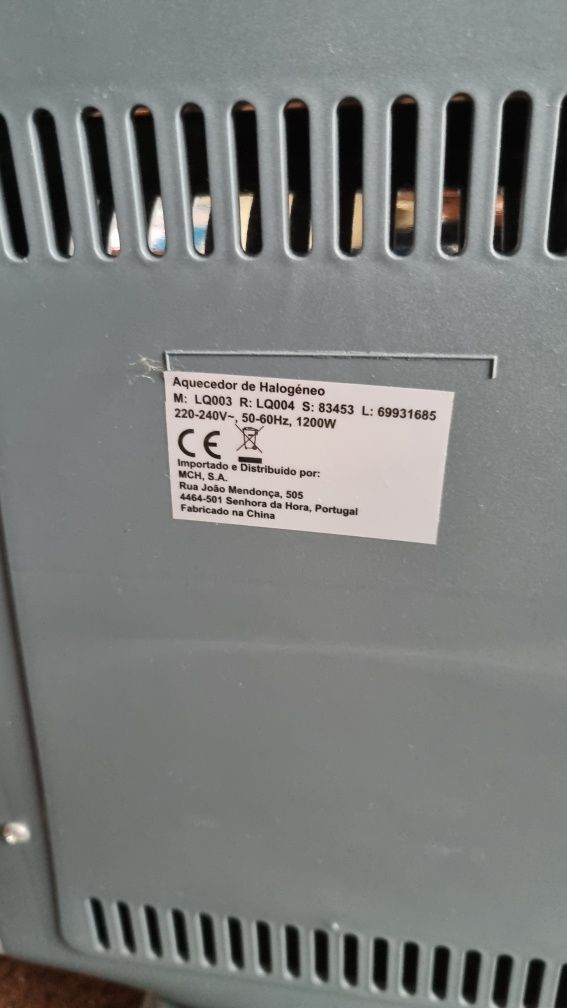 Aquecedor de Halogéneo
M: LQ003 R: LQ004 S: 83453 L: 69931685
220-240V~, 50-60Hz, 1200W
CE
Importado e Distribuido por:
MCH, S.A.
Rua João Mendonça, 505
4464-501 Senhora da Hora, Portugal
Fabricado na China